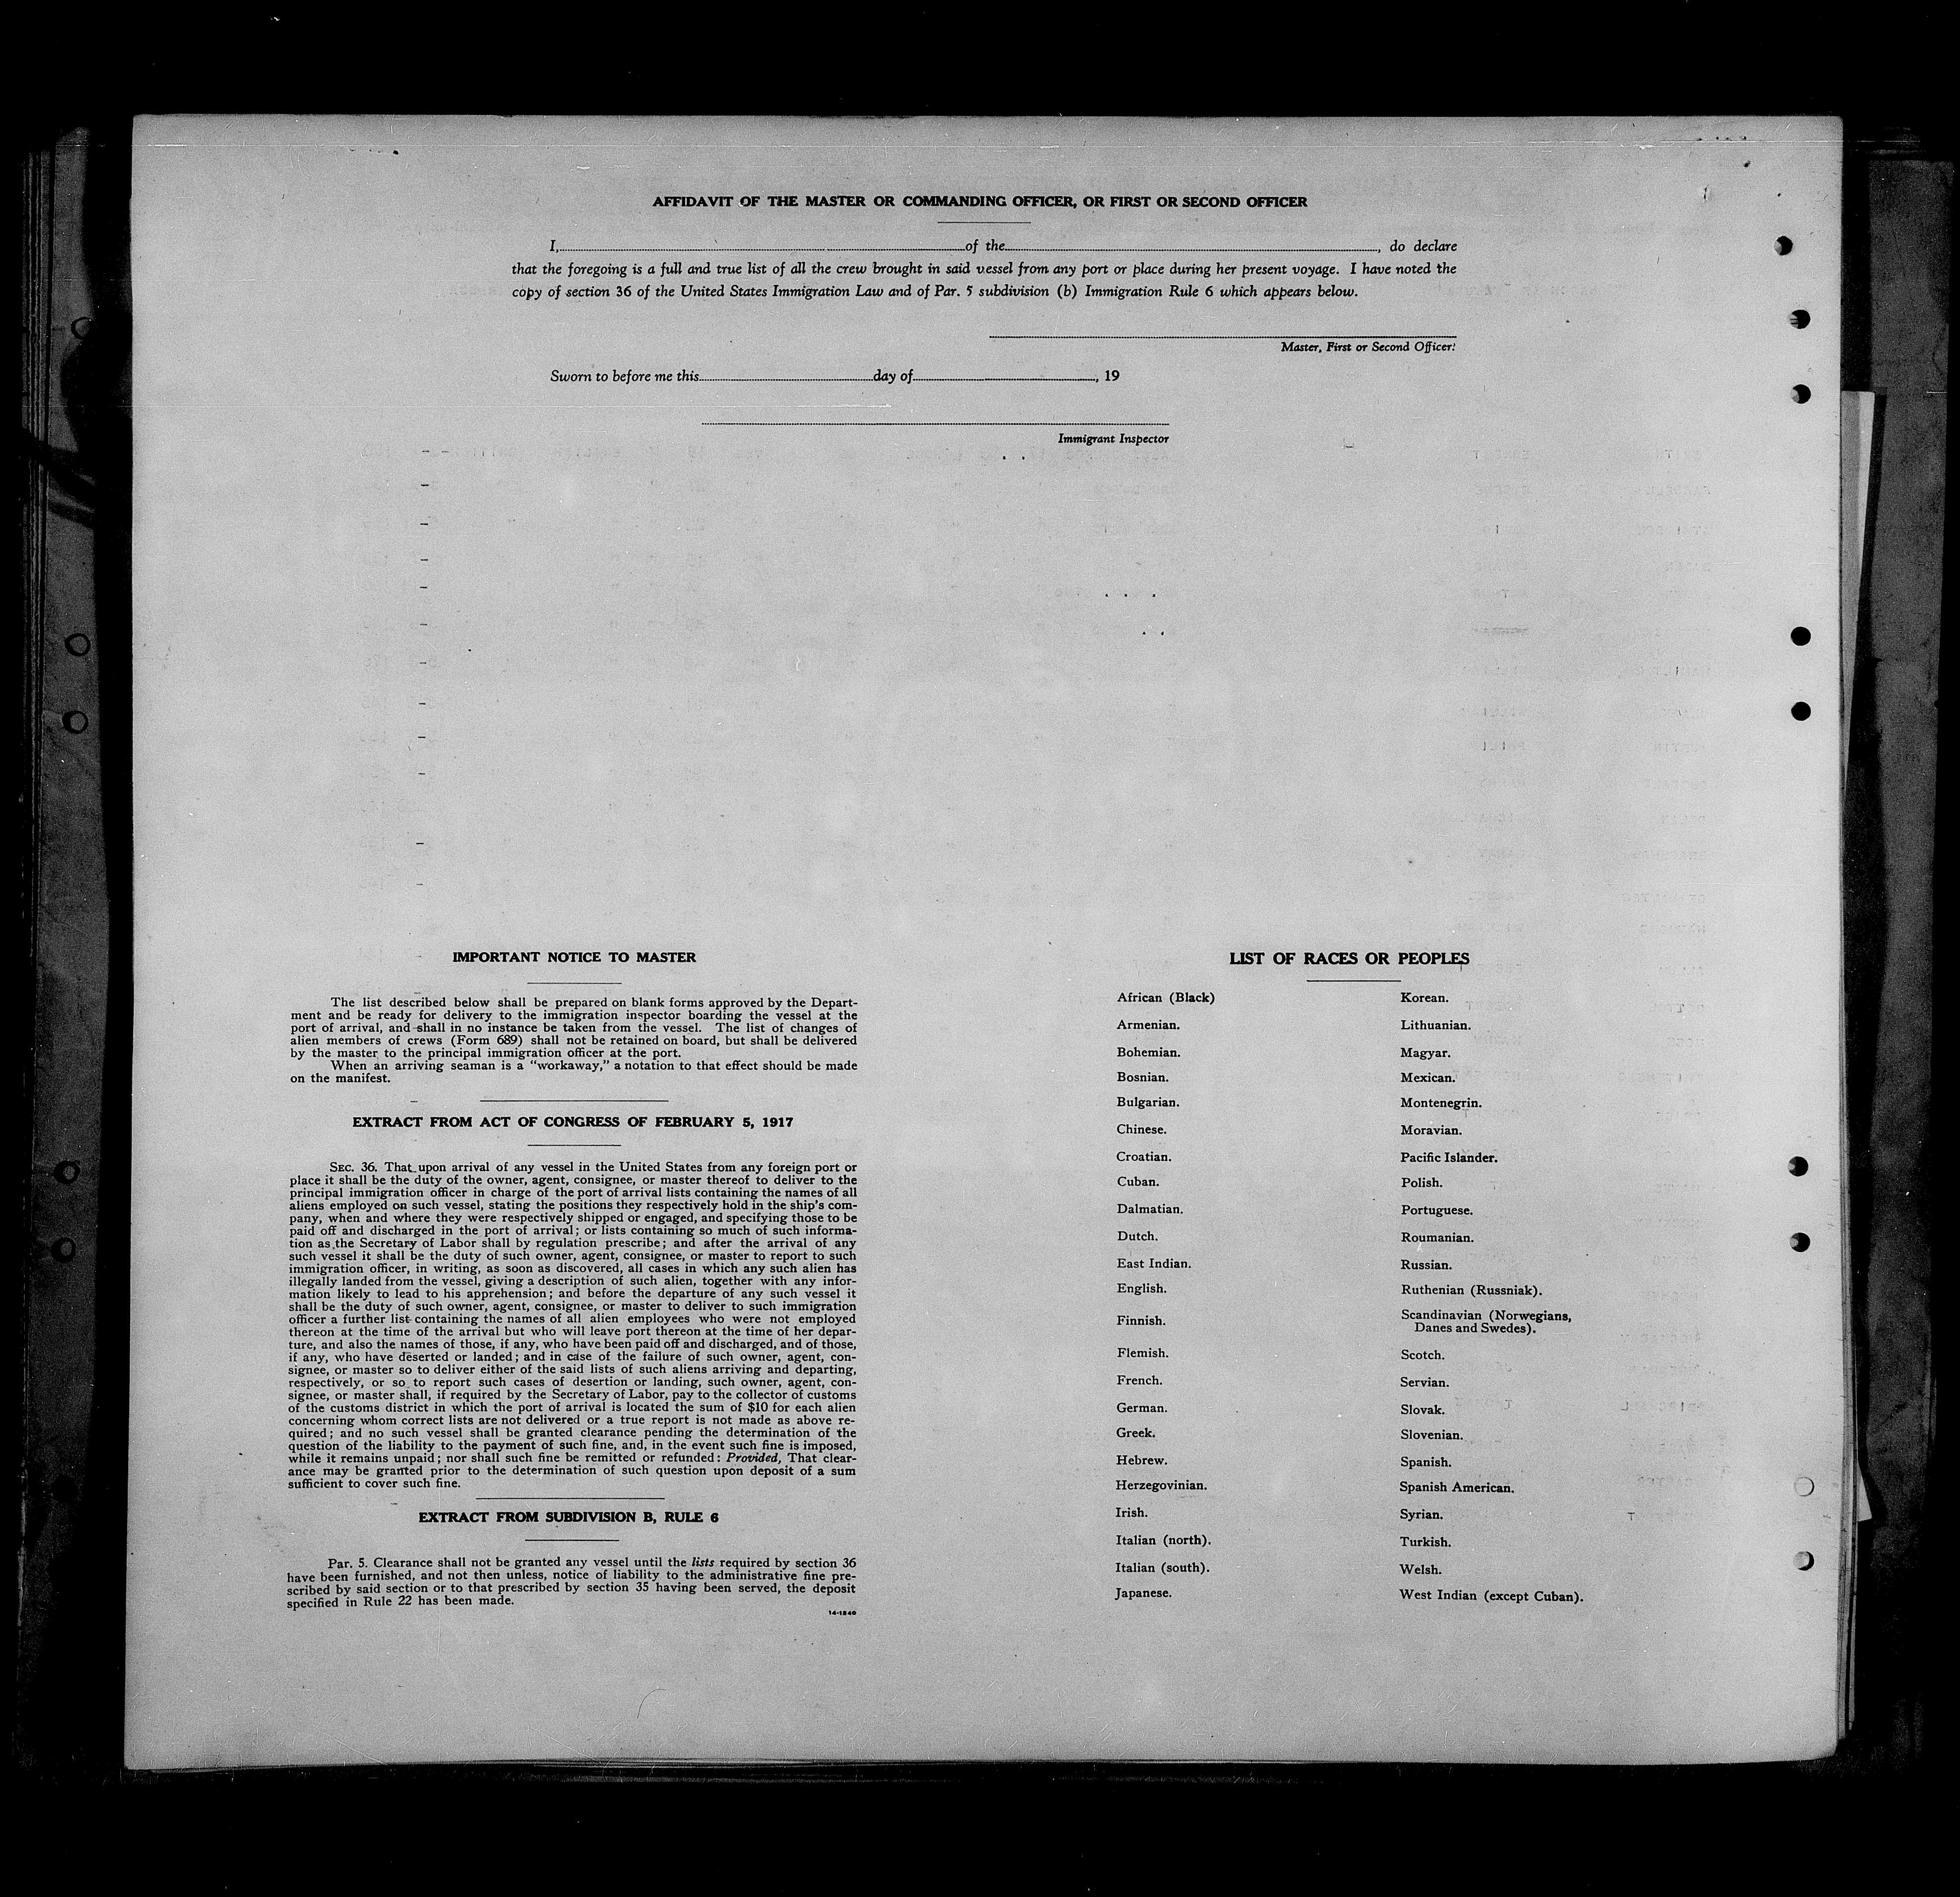 AFFIDAVIT OF THE MASTER OR COMMANDING OFFICER, OR FIRST OR SECOND OFFICER
I, of the , do declare
that the foregoing is a full and true list of all the crew brought in said vessel from any port or place during her present voyage. I have noted the
copy of section 36 of the United States Immigration Law and of Par. 5 subdivision (b) Immigration Rule 6 which appears below.
Master, First or Second Officer.
Sworn to before me this day of , 19
Immigrant Inspector
IMPORTANT NOTICE TO MASTER
The list described below shall be prepared on blank forms approved by the Depart-
ment and be ready for delivery to the immigration inspector boarding the vessel at the
port of arrival, and shall in no instance be taken from the vessel. The list of changes of
alien members of crews (Form 689) shall not be retained on board, but shall be delivered
by the master to the principal immigration officer at the port.
When an arriving seaman is a "workaway," a notation to that effect should be made
on the manifest.
EXTRACT FROM ACT OF CONGRESS OF FEBRUARY 5, 1917
SEC. 36. That upon arrival of any vessel in the United States from any foreign port or
place it shall be the duty of the owner, agent, consignee, or master thereof to deliver to the
principal immigration officer in charge of the port of arrival lists containing the names of all
aliens employed on such vessel, stating the positions they respectively hold in the ship's com-
pany, when and where they were respectively shipped or engaged, and specifying those to be
paid off and discharged in the port of arrival; or lists containing so much of such informa-
tion as the Secretary of Labor shall by regulation prescribe; and after the arrival of any
such vessel it shall be the duty of such owner, agent, consignee, or master to report to such
immigration officer, in writing, as soon as discovered, all cases in which any such alien has
illegally landed from the vessel, giving a description of such alien, together with any infor-
mation likely to lead to his apprehension; and before the departure of any such vessel it
shall be the duty of such owner, agent, consignee, or master to deliver to such immigration
officer a further list containing the names of all alien employees who were not employed
thereon at the time of the arrival but who will leave port thereon at the time of her depar-
ture, and also the names of those, if any, who have been paid off and discharged, and of those,
if any, who have deserted or landed; and in case of the failure of such owner, agent, con-
signee, or master so to deliver either of the said lists of such aliens arriving and departing,
respectively, or so to report such cases of desertion or landing, such owner, agent, con-
signee, or master shall, if required by the Secretary of Labor, pay to the collector of customs
of the customs district in which the port of arrival is located the sum of $10 for each alien
concerning whom correct lists are not delivered or a true report is not made as above re-
quired; and no such vessel shall be granted clearance pending the determination of the
question of the liability to the payment of such fine, and, in the event such fine is imposed,
while it remains unpaid; nor shall such fine be remitted or refunded: Provided, That clear-
ance may be granted prior to the determination of such question upon deposit of a sum
sufficient to cover such fine.
EXTRACT FROM SUBDIVISION B, RULE 6
Par. 5. Clearance shall not be granted any vessel until the lists required by section 36
have been furnished, and not then unless, notice of liability to the administrative fine pre-
scribed by said section or to that prescribed by section 35 having been served, the deposit
specified in Rule 22 has been made.
14-1240
LIST OF RACES OR PEOPLES
African (Black)
Armenian.
Bohemian.
Bosnian.
Bulgarian.
Chinese.
Croatian.
Cuban.
Dalmatian.
Dutch.
East Indian.
English.
Finnish.
Flemish.
French.
German.
Greek.
Hebrew.
Herzegovinian.
Irish.
Italian (north).
Italian (south).
Japanese.
Korean.
Lithuanian.
Magyar.
Mexican.
Montenegrin.
Moravian.
Pacific Islander.
Polish.
Portuguese.
Roumanian.
Russian.
Ruthenian (Russniak).
Scandinavian (Norwegians,
Danes and Swedes).
Scotch.
Servian.
Slovak.
Slovenian.
Spanish.
Spanish American.
Syrian.
Turkish.
Welsh.
West Indian (except Cuban).